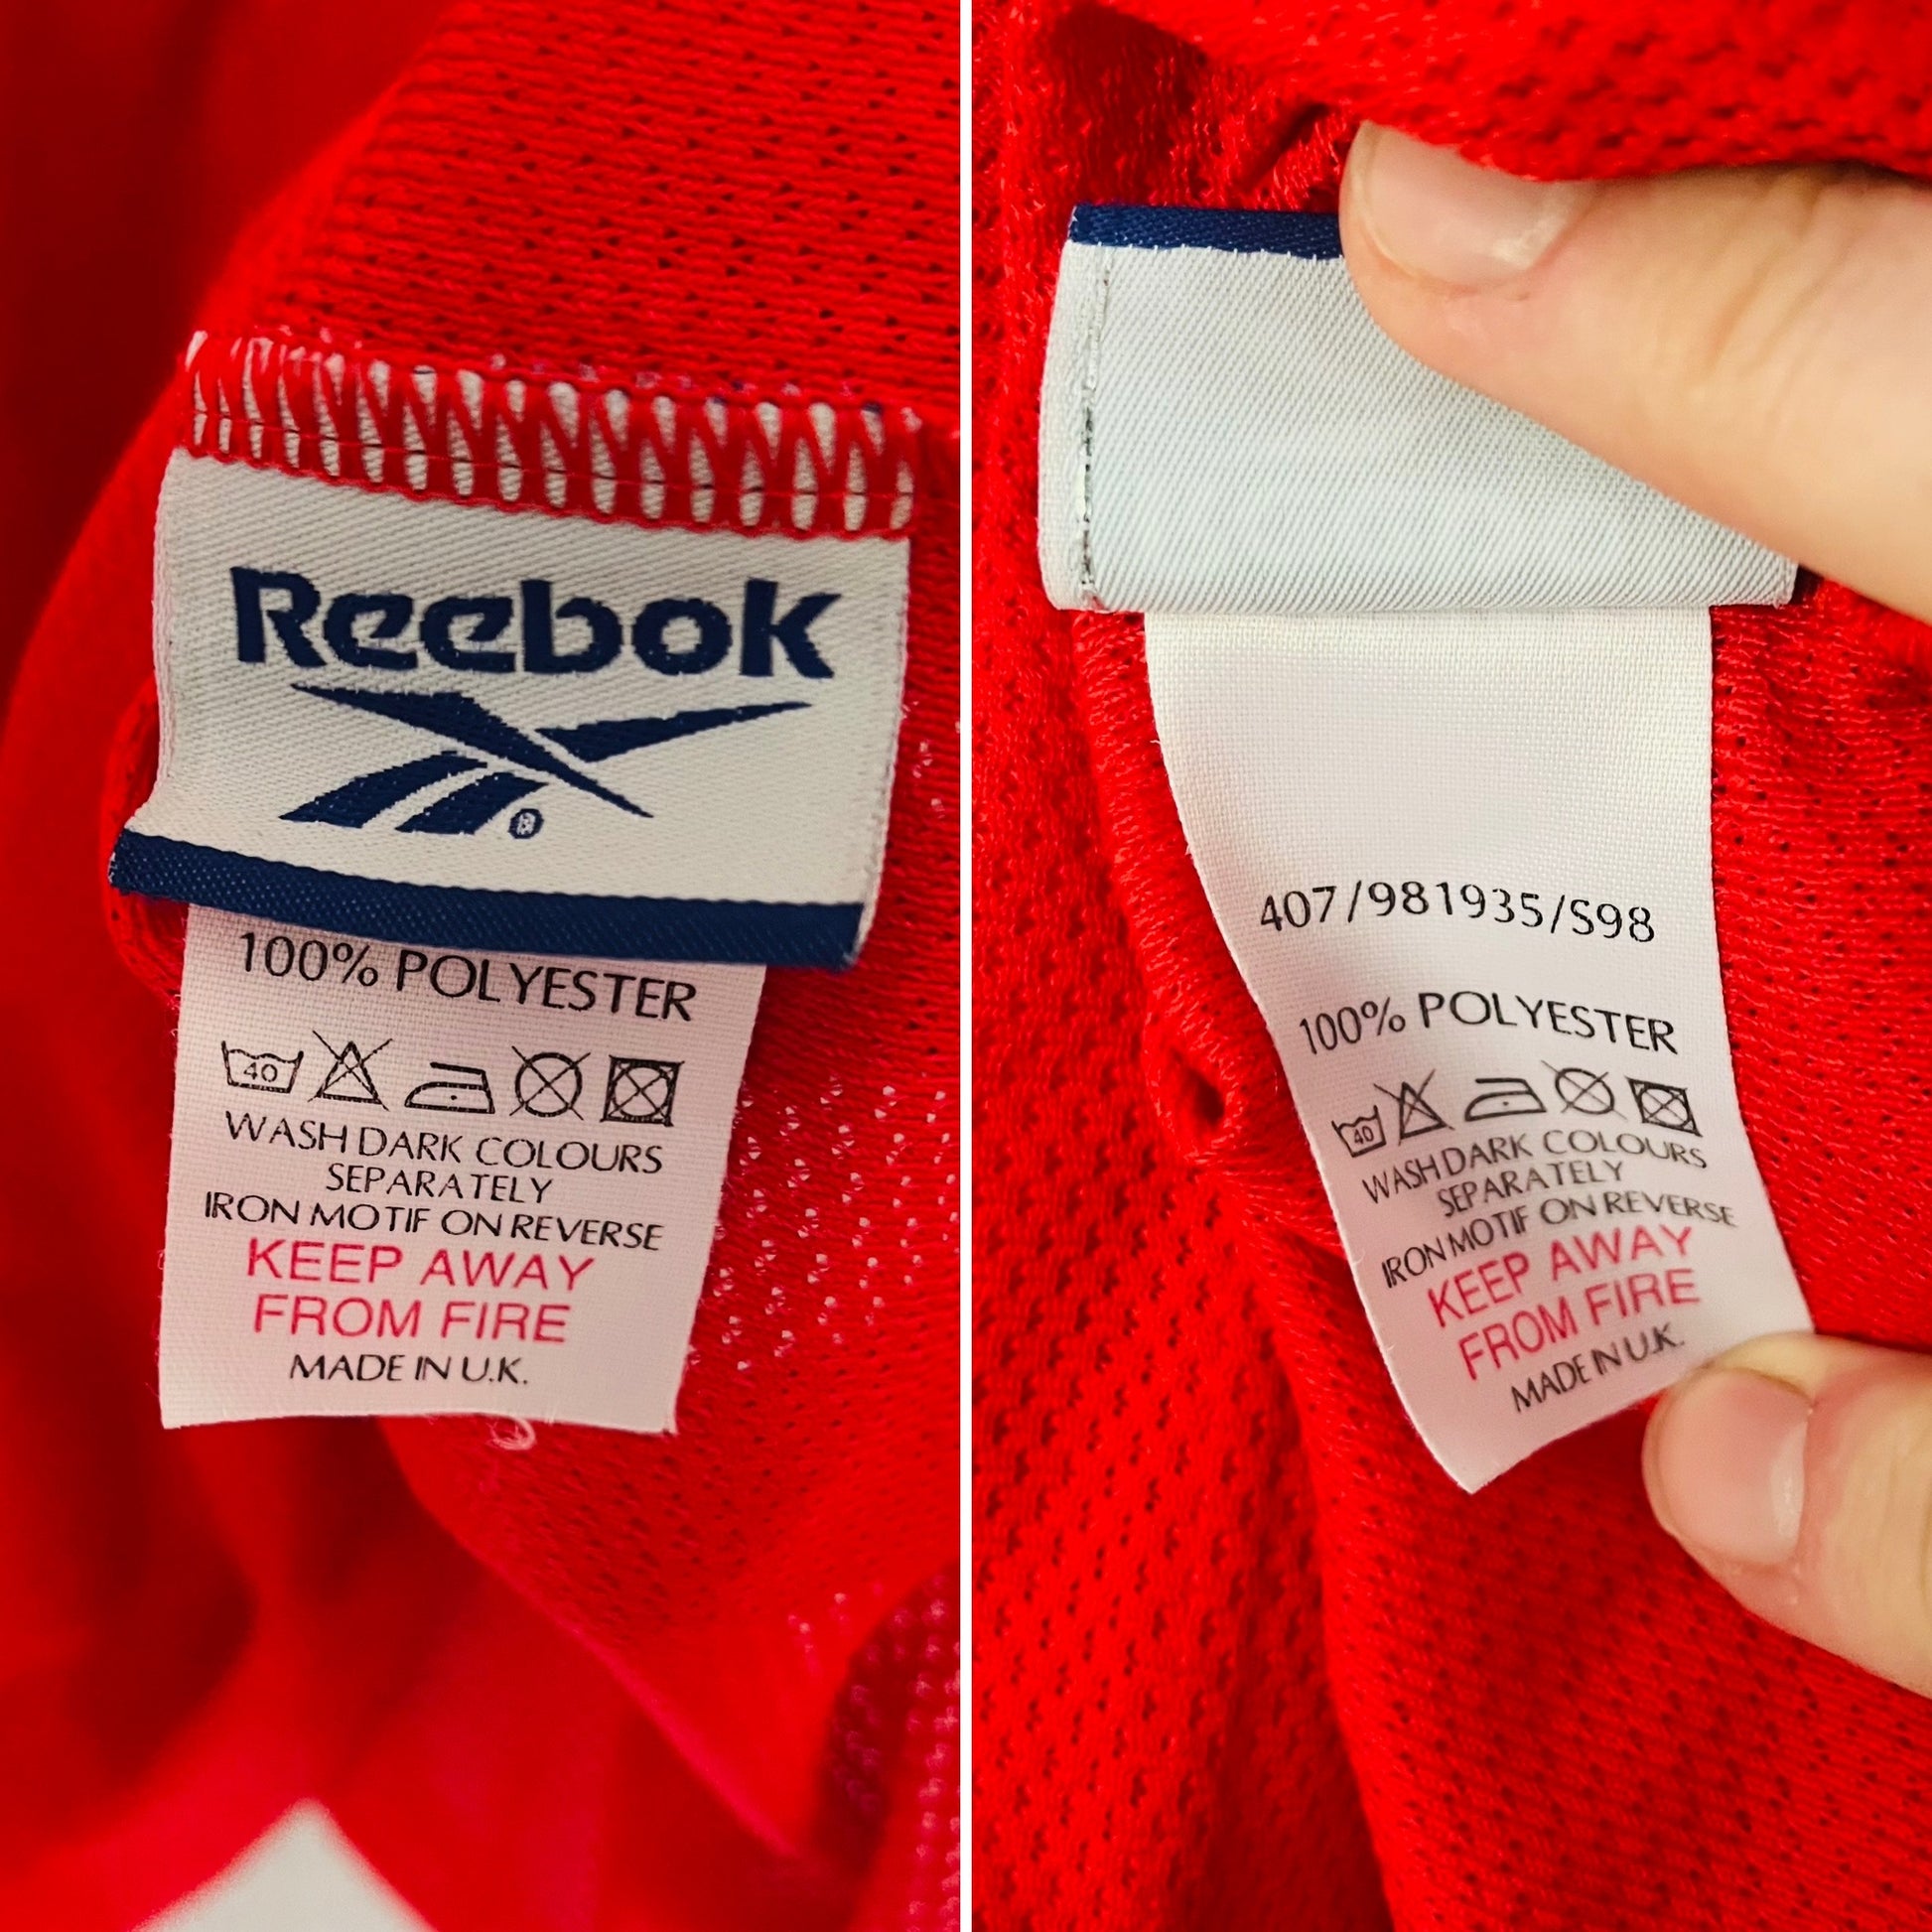 Reebok
®
100% POLYESTER
40
WASH DARK COLOURS
SEPARATELY
IRON MOTIF ON REVERSE
KEEP AWAY
FROM FIRE
MADE IN U.K.
407/981935/S98
100% POLYESTER
40
WASH DARK COLOURS
SEPARATELY
IRON MOTIF ON REVERSE
KEEP AWAY
FROM FIRE
MADE IN U.K.